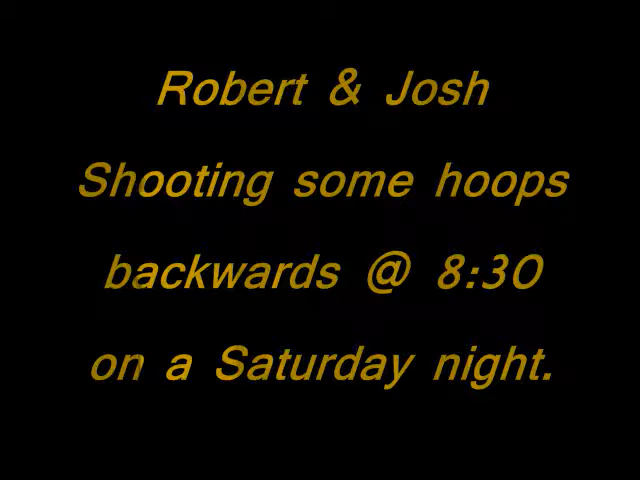 Robert & Josh
Shooting some hoops
backwards @ 8:30
on a Saturday night.